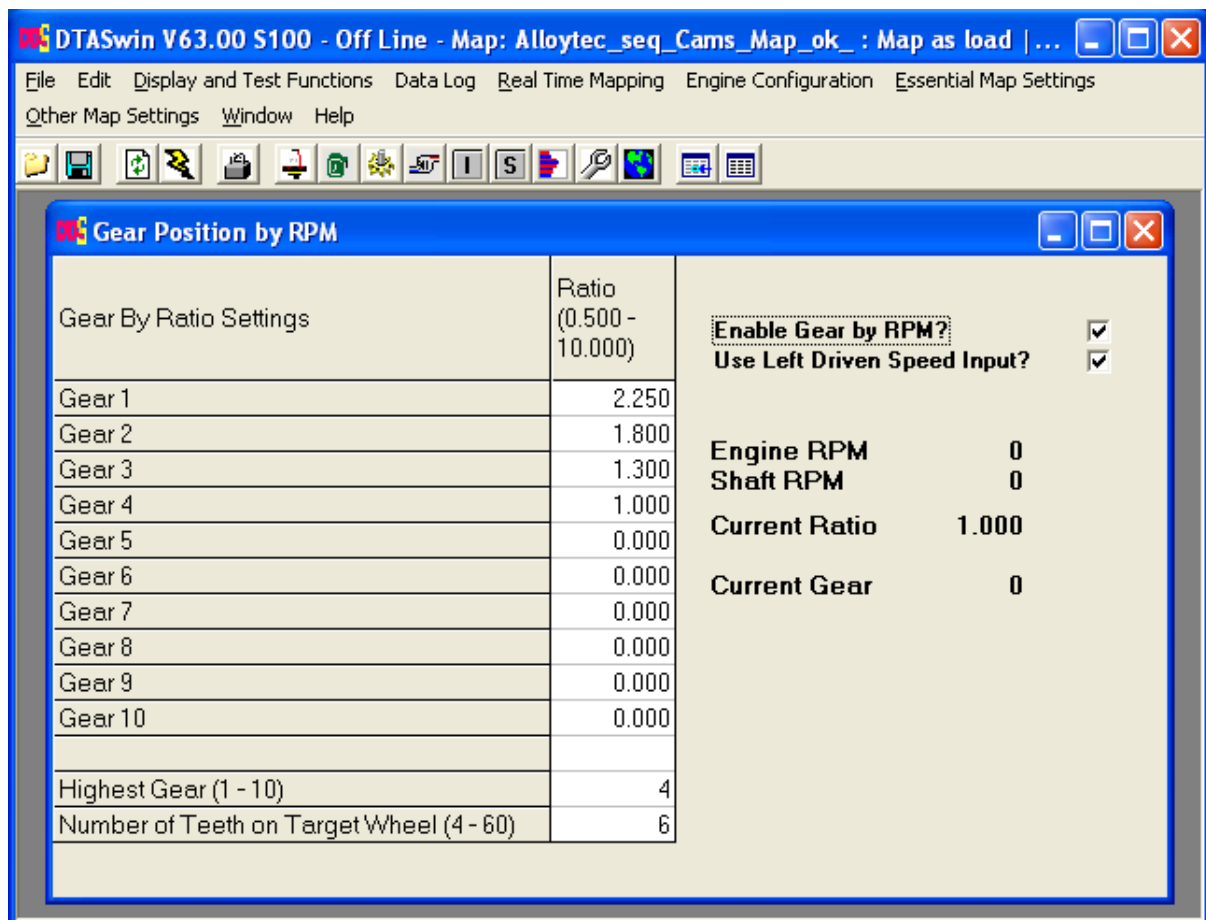 DTASwin V63.00 S100 - Off Line - Map: Alloytec_seq_Cams_Map_ok_ : Map as load |...
File Edit Display and Test Functions Data Log Real Time Mapping Engine Configuration Essential Map Settings
Other Map Settings Window Help
I S
Gear Position by RPM
Gear By Ratio Settings
Ratio
(0.500 -
10.000)
Enable Gear by RPM?
Use Left Driven Speed Input?
Gear 1 2.250
Gear 2 1.800
Gear 3 1.300
Gear 4 1.000
Gear 5 0.000
Gear 6 0.000
Gear 7 0.000
Gear 8 0.000
Gear 9 0.000
Gear 10 0.000
Highest Gear (1 - 10) 4
Number of Teeth on Target Wheel (4 - 60) 6
Engine RPM 0
Shaft RPM 0
Current Ratio 1.000
Current Gear 0